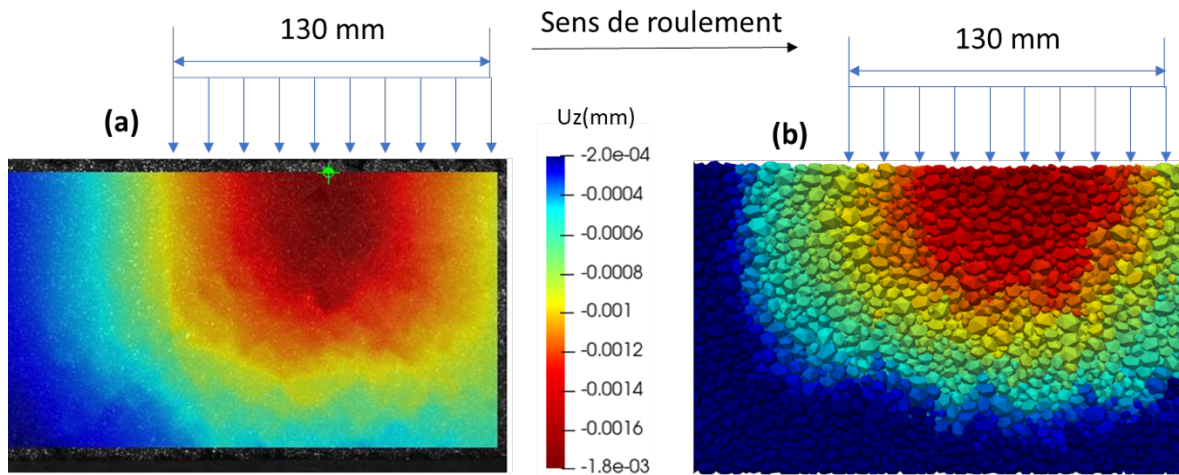 130 mm
Sens de roulement
130 mm
(a)
Uz(mm)
(b)
-2.0e-04
-0.0004
-0.0006
-0.0008
-0.001
-0.0012
-0.0014
-0.0016
-1.8e-03